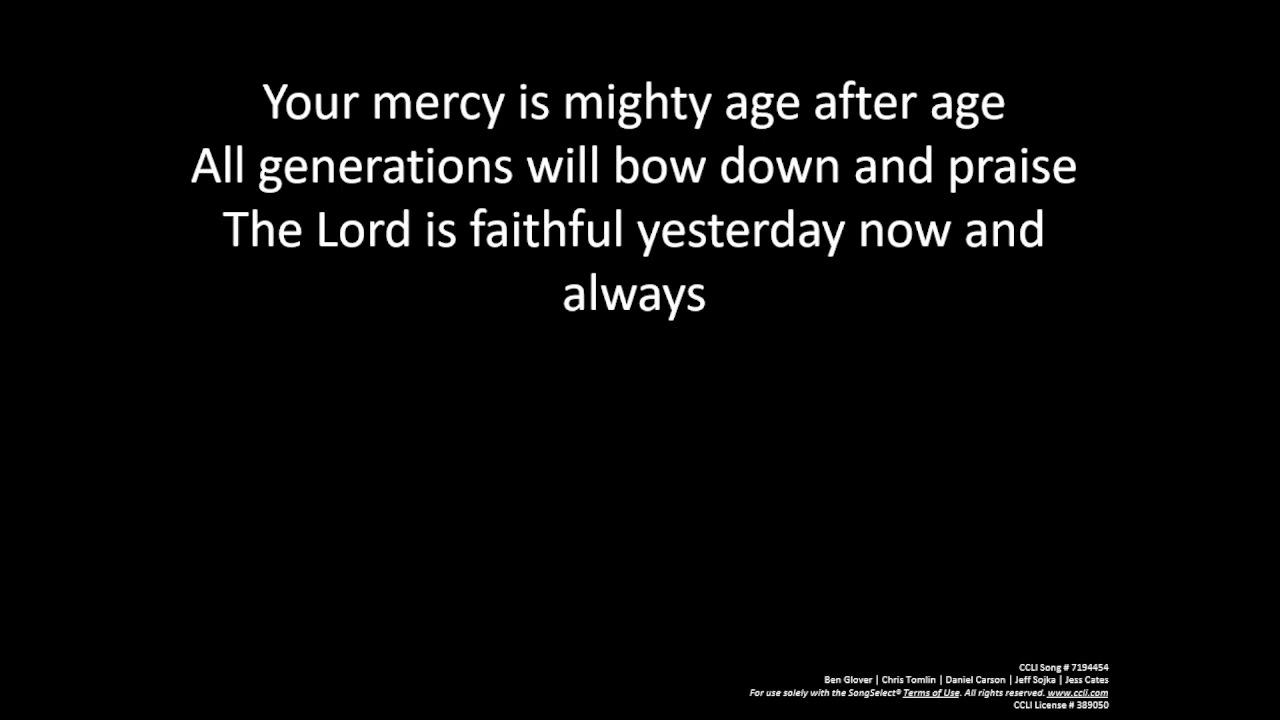 Your mercy is mighty age after age
All generations will bow down and praise
The Lord is faithful yesterday now and
always
CCLI Song # 7194454
Ben Glover | Chris Tomlin | Daniel Carson | Jeff Sojka | Jess Cates
For use solely with the SongSelect® Terms of Use. All rights reserved. www.ccli.com
CCLI License # 389050